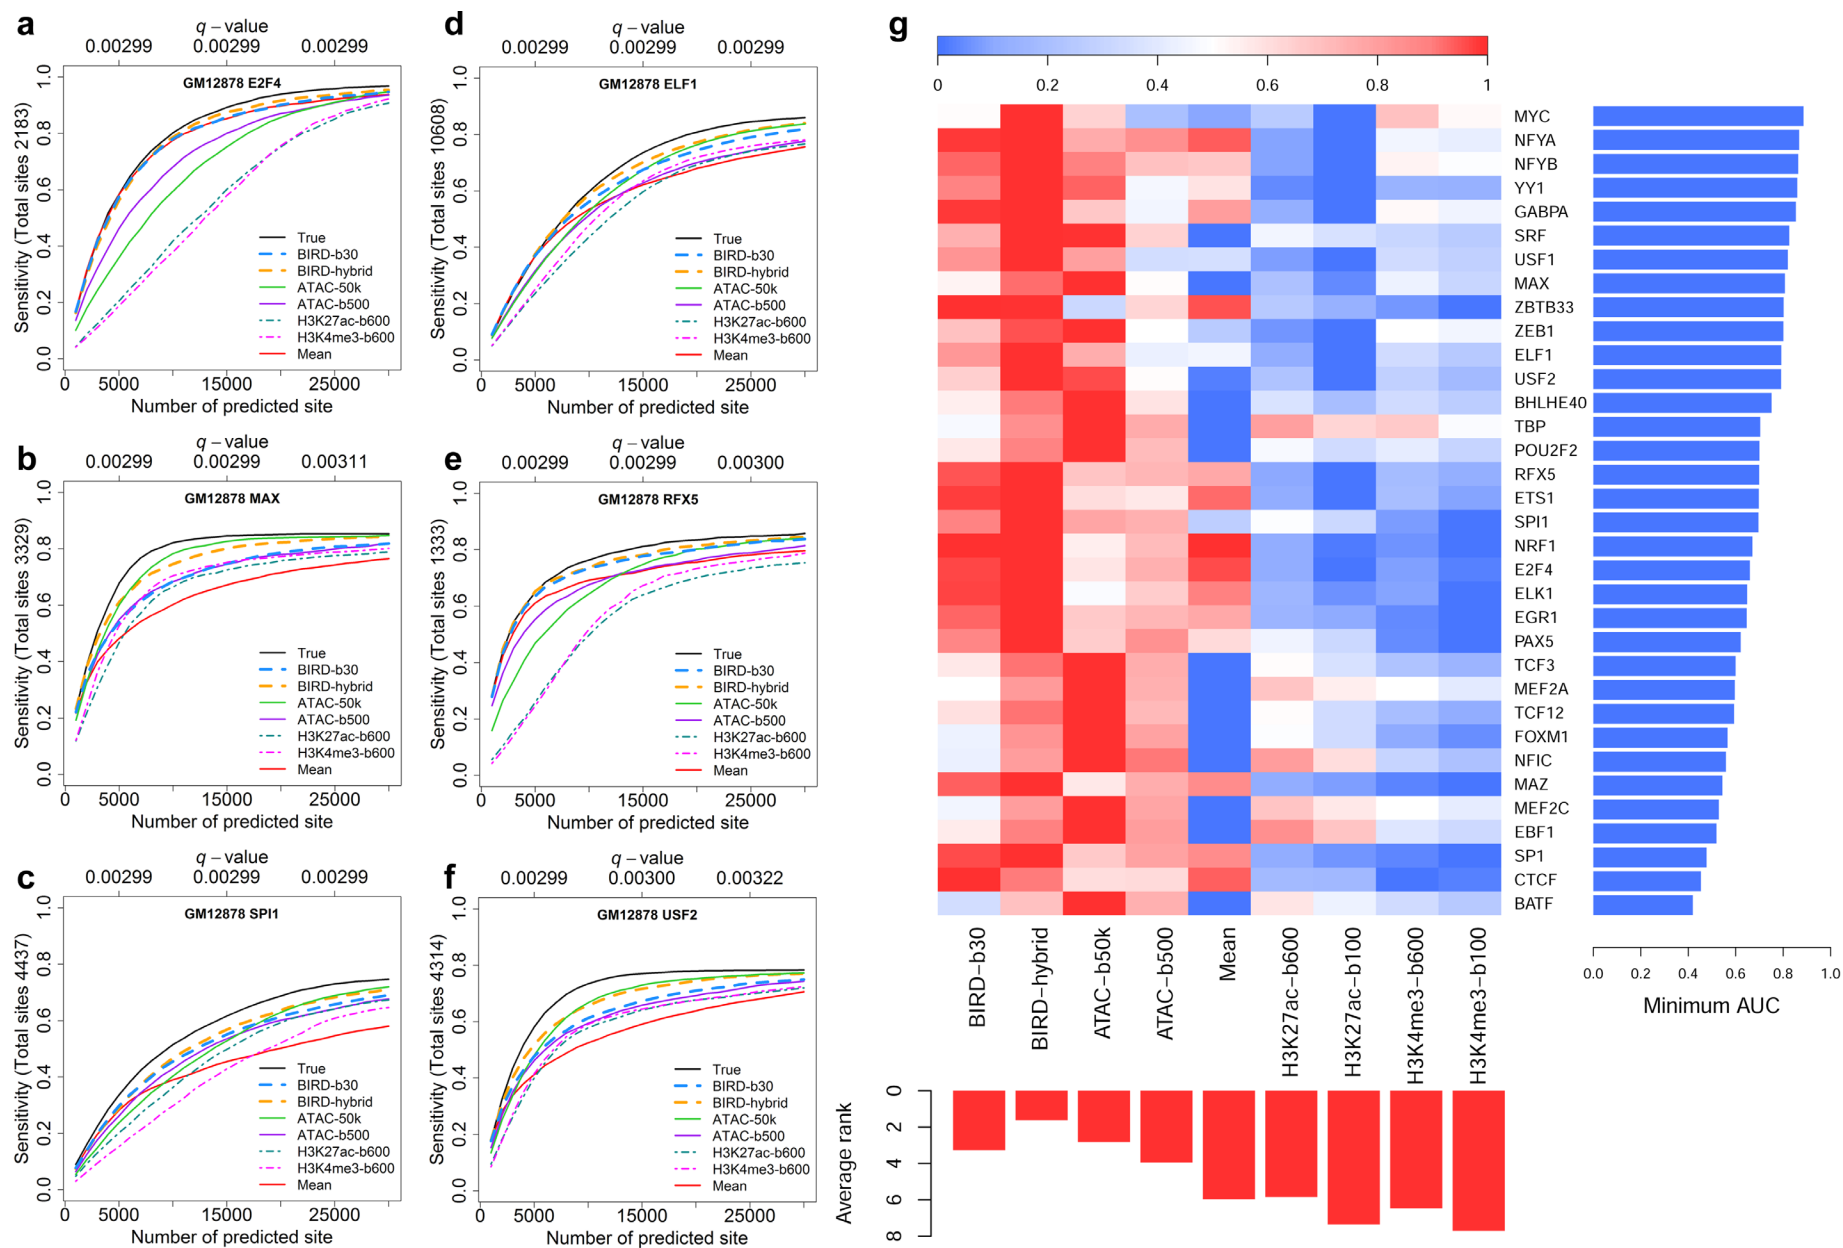 a
q – value
0.00299 0.00299 0.00299
GM12878 E2F4
Sensitivity (Total sites 2183)
0.0 0.2 0.4 0.6 0.8 1.0
True
BIRD-b30
BIRD-hybrid
ATAC-50k
ATAC-b500
H3K27ac-b600
H3K4me3-b600
Mean
0 5000 15000 25000
Number of predicted site
b
q – value
0.00299 0.00299 0.00311
GM12878 MAX
Sensitivity (Total sites 3329)
0.0 0.2 0.4 0.6 0.8 1.0
True
BIRD-b30
BIRD-hybrid
ATAC-50k
ATAC-b500
H3K27ac-b600
H3K4me3-b600
Mean
0 5000 15000 25000
Number of predicted site
c
q – value
0.00299 0.00299 0.00299
GM12878 SPI1
Sensitivity (Total sites 4437)
0.0 0.2 0.4 0.6 0.8 1.0
True
BIRD-b30
BIRD-hybrid
ATAC-50k
ATAC-b500
H3K27ac-b600
H3K4me3-b600
Mean
0 5000 15000 25000
Number of predicted site
d
q – value
0.00299 0.00299 0.00299
GM12878 ELF1
Sensitivity (Total sites 10608)
0.0 0.2 0.4 0.6 0.8 1.0
True
BIRD-b30
BIRD-hybrid
ATAC-50k
ATAC-b500
H3K27ac-b600
H3K4me3-b600
Mean
0 5000 15000 25000
Number of predicted site
e
q – value
0.00299 0.00299 0.00300
GM12878 RFX5
Sensitivity (Total sites 1333)
0.0 0.2 0.4 0.6 0.8 1.0
True
BIRD-b30
BIRD-hybrid
ATAC-50k
ATAC-b500
H3K27ac-b600
H3K4me3-b600
Mean
0 5000 15000 25000
Number of predicted site
f
q – value
0.00299 0.00300 0.00322
GM12878 USF2
Sensitivity (Total sites 4314)
0.0 0.2 0.4 0.6 0.8 1.0
True
BIRD-b30
BIRD-hybrid
ATAC-50k
ATAC-b500
H3K27ac-b600
H3K4me3-b600
Mean
0 5000 15000 25000
Number of predicted site
g
0 0.2 0.4 0.6 0.8 1
MYC
NFYA
NFYB
YY1
GABPA
SRF
USF1
MAX
ZBTB33
ZEB1
ELF1
USF2
BHLHE40
TBP
POU2F2
RFX5
ETS1
SPI1
NRF1
E2F4
ELK1
EGR1
PAX5
TCF3
MEF2A
TCF12
FOXM1
NFIC
MAZ
MEF2C
EBF1
SP1
CTCF
BATF
BIRD–b30
BIRD–hybrid
ATAC–b50k
ATAC–b500
Mean
H3K27ac–b600
H3K27ac–b100
H3K4me3–b600
H3K4me3–b100
0.0 0.2 0.4 0.6 0.8 1.0
Minimum AUC
Average rank
0 2 4 6 8